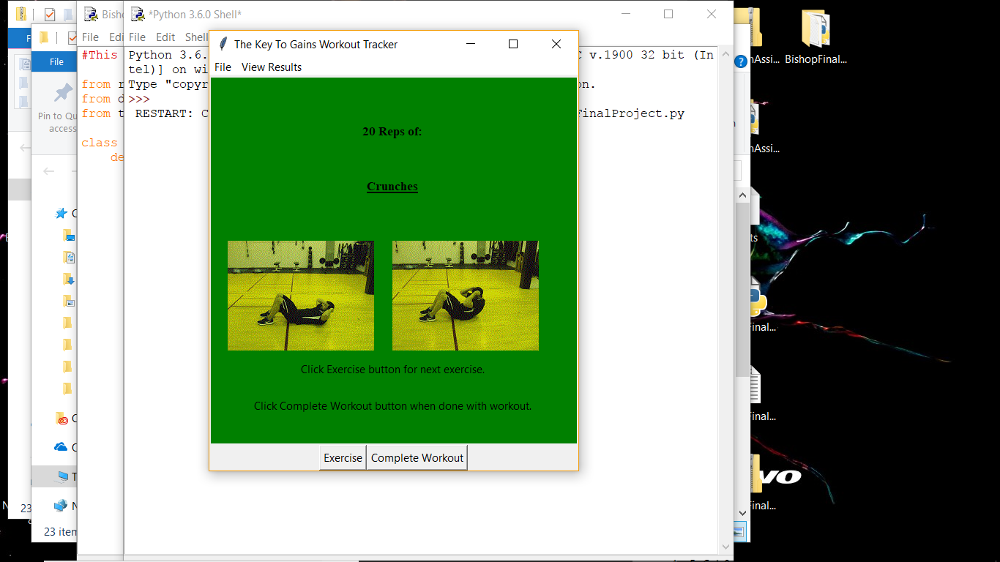 Bish
*Python 3.6.0 Shell*
File Edi
File Edit Shell
The Key To Gains Workout Tracker
File View Results
#This
Python 3.6.
C v.1900 32 bit (In
tel)] on wi
from r
Type "copyr
on.
from d
>>>
from t
RESTART: C
FinalProject.py
class
de
20 Reps of:
Crunches
Click Exercise button for next exercise.
Click Complete Workout button when done with workout.
Exercise Complete Workout
F
File
Pin to Qu
access
C
C
C
T
N
N
23
23 item
nAssi...
BishopFinal...
nAssi...
ts
Final...
Final...
VO
Final...